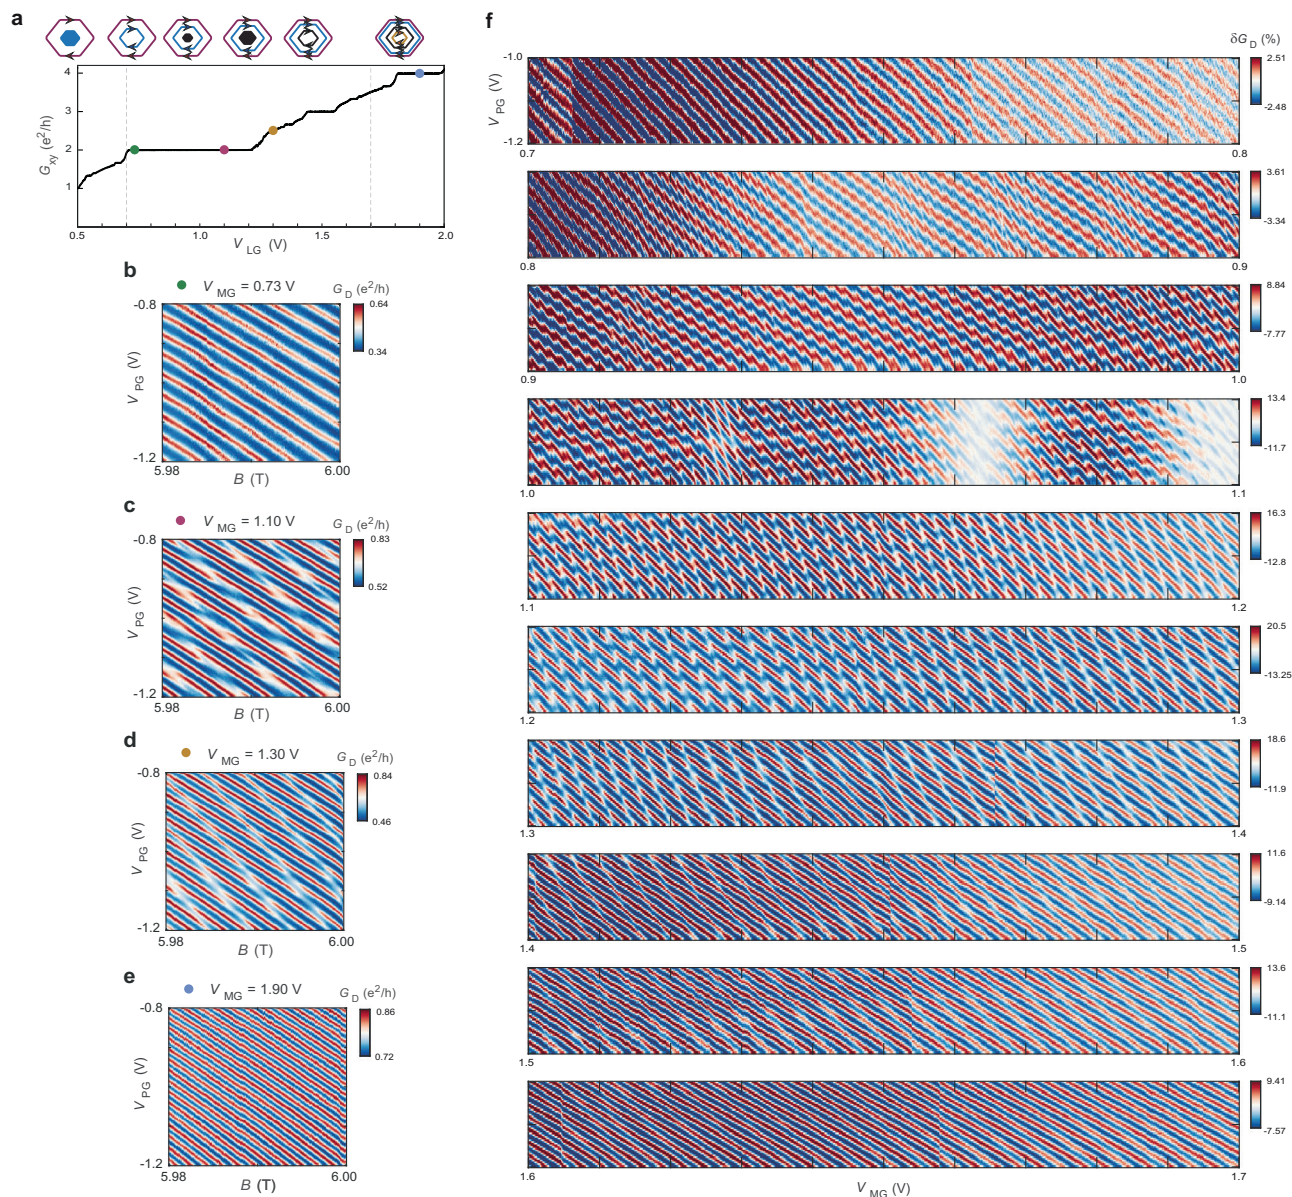 a
G_xy (e²/h)
4
3
2
1
0.5
1.0
1.5
2.0
V_LG (V)
b
V_MG = 0.73 V
G_D (e²/h)
0.64
0.34
-0.8
V_PG (V)
-1.2
5.98
6.00
B (T)
c
V_MG = 1.10 V
G_D (e²/h)
0.83
0.52
-0.8
V_PG (V)
-1.2
5.98
6.00
B (T)
d
V_MG = 1.30 V
G_D (e²/h)
0.84
0.46
-0.8
V_PG (V)
-1.2
5.98
6.00
B (T)
e
V_MG = 1.90 V
G_D (e²/h)
0.86
0.72
-0.8
V_PG (V)
-1.2
5.98
6.00
B (T)
f
δG_D (%)
-1.0
V_PG (V)
-1.2
0.7
0.8
2.51
-2.48
0.8
0.9
3.61
-3.34
0.9
1.0
8.84
-7.77
1.0
1.1
13.4
-11.7
1.1
1.2
16.3
-12.8
1.2
1.3
20.5
-13.25
1.3
1.4
18.6
-11.9
1.4
1.5
11.6
-9.14
1.5
1.6
13.6
-11.1
1.6
1.7
9.41
-7.57
V_MG (V)